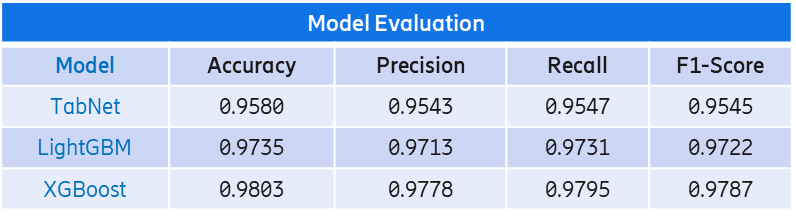 Model Evaluation
Model Accuracy Precision Recall F1-Score
TabNet 0.9580 0.9543 0.9547 0.9545
LightGBM 0.9735 0.9713 0.9731 0.9722
XGBoost 0.9803 0.9778 0.9795 0.9787